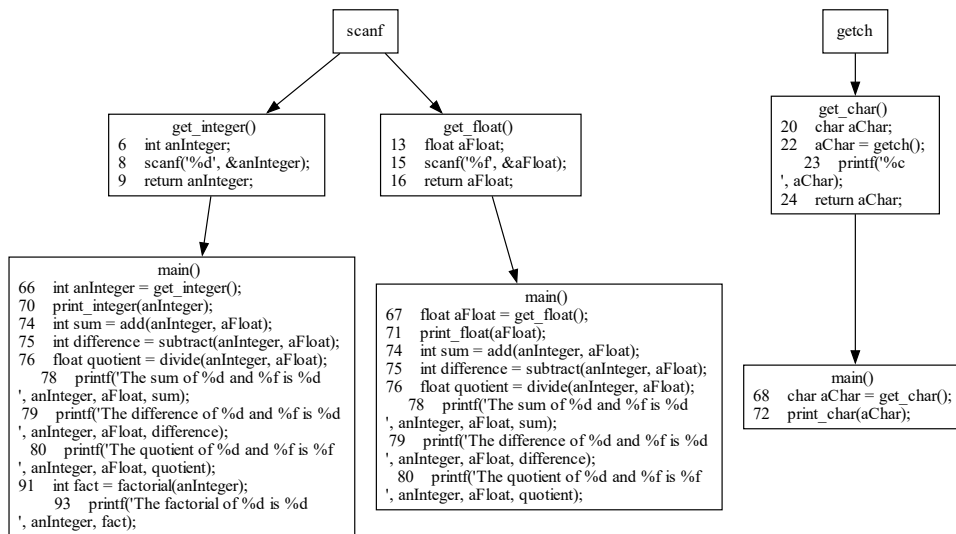 scanf
getch
get_integer()
6 int anInteger;
8 scanf('%d', &anInteger);
9 return anInteger;
get_float()
13 float aFloat;
15 scanf('%f', &aFloat);
16 return aFloat;
get_char()
20 char aChar;
22 aChar = getch();
23 printf('%c
', aChar);
24 return aChar;
main()
66 int anInteger = get_integer();
70 print_integer(anInteger);
74 int sum = add(anInteger, aFloat);
75 int difference = subtract(anInteger, aFloat);
76 float quotient = divide(anInteger, aFloat);
78 printf('The sum of %d and %f is %d
', anInteger, aFloat, sum);
79 printf('The difference of %d and %f is %d
', anInteger, aFloat, difference);
80 printf('The quotient of %d and %f is %f
', anInteger, aFloat, quotient);
91 int fact = factorial(anInteger);
93 printf('The factorial of %d is %d
', anInteger, fact);
main()
67 float aFloat = get_float();
71 print_float(aFloat);
74 int sum = add(anInteger, aFloat);
75 int difference = subtract(anInteger, aFloat);
76 float quotient = divide(anInteger, aFloat);
78 printf('The sum of %d and %f is %d
', anInteger, aFloat, sum);
79 printf('The difference of %d and %f is %d
', anInteger, aFloat, difference);
80 printf('The quotient of %d and %f is %f
', anInteger, aFloat, quotient);
main()
68 char aChar = get_char();
72 print_char(aChar);